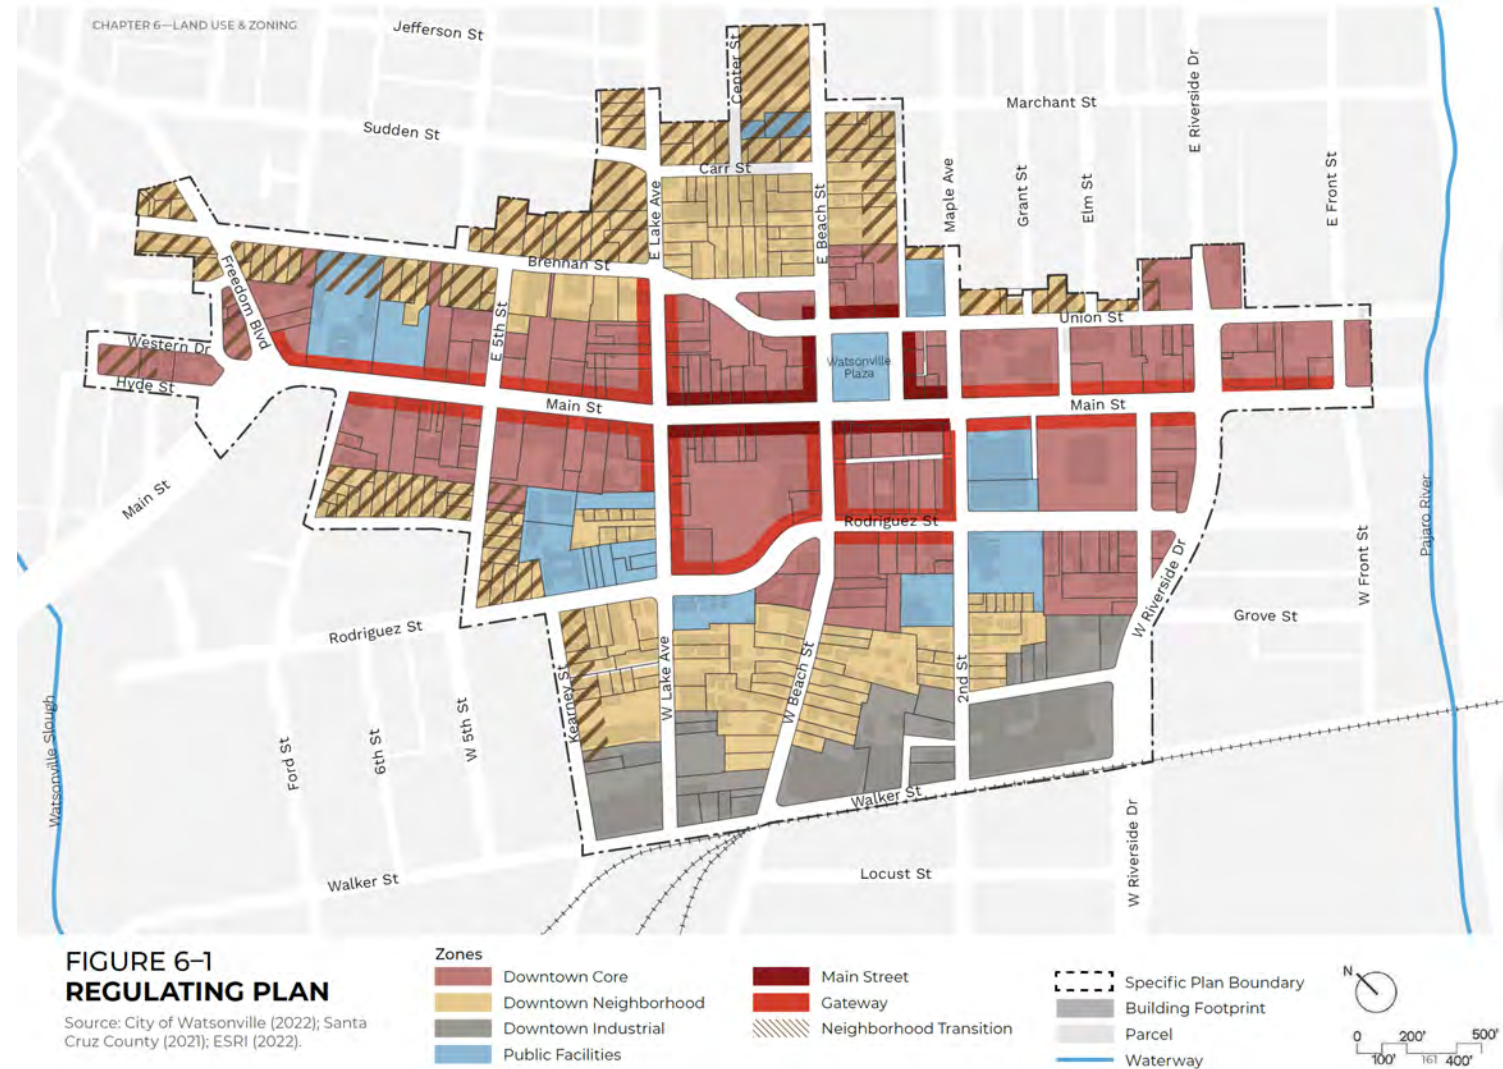 CHAPTER 6—LAND USE & ZONING
Jefferson St
Center St
E Riverside Dr
Marchant St
Sudden St
Carr St
E Lake Ave
E Beach St
Maple Ave
Grant St
Elm St
E Front St
Brennan St
Freedom Blvd
E 5th St
Union St
Western Dr
Hyde St
Watsonville
Plaza
Main St
Main St
Main St
Rodriguez St
Pajaro River
W Front St
W Riverside Dr
Grove St
Rodriguez St
Kearney St
W Lake Ave
W Beach St
2nd St
Ford St
6th St
W 5th St
Watsonville Slough
Walker St
Walker St
Locust St
W Riverside Dr
FIGURE 6–1
REGULATING PLAN
Source: City of Watsonville (2022); Santa
Cruz County (2021); ESRI (2022).
Zones
Downtown Core
Downtown Neighborhood
Downtown Industrial
Public Facilities
Main Street
Gateway
Neighborhood Transition
Specific Plan Boundary
Building Footprint
Parcel
Waterway
N
0 200' 500'
100' 161 400'